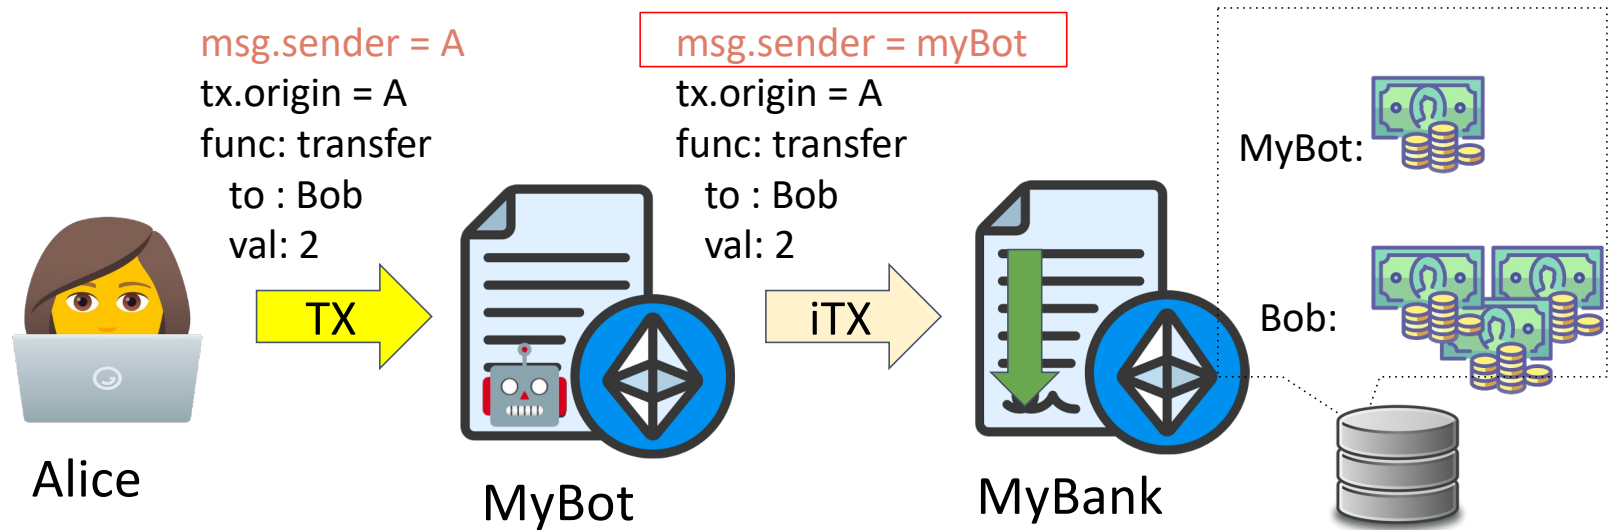 msg.sender = A
tx.origin = A
func: transfer
to : Bob
val: 2
TX
Alice
MyBot
msg.sender = myBot
tx.origin = A
func: transfer
to : Bob
val: 2
iTX
MyBank
MyBot:
Bob: